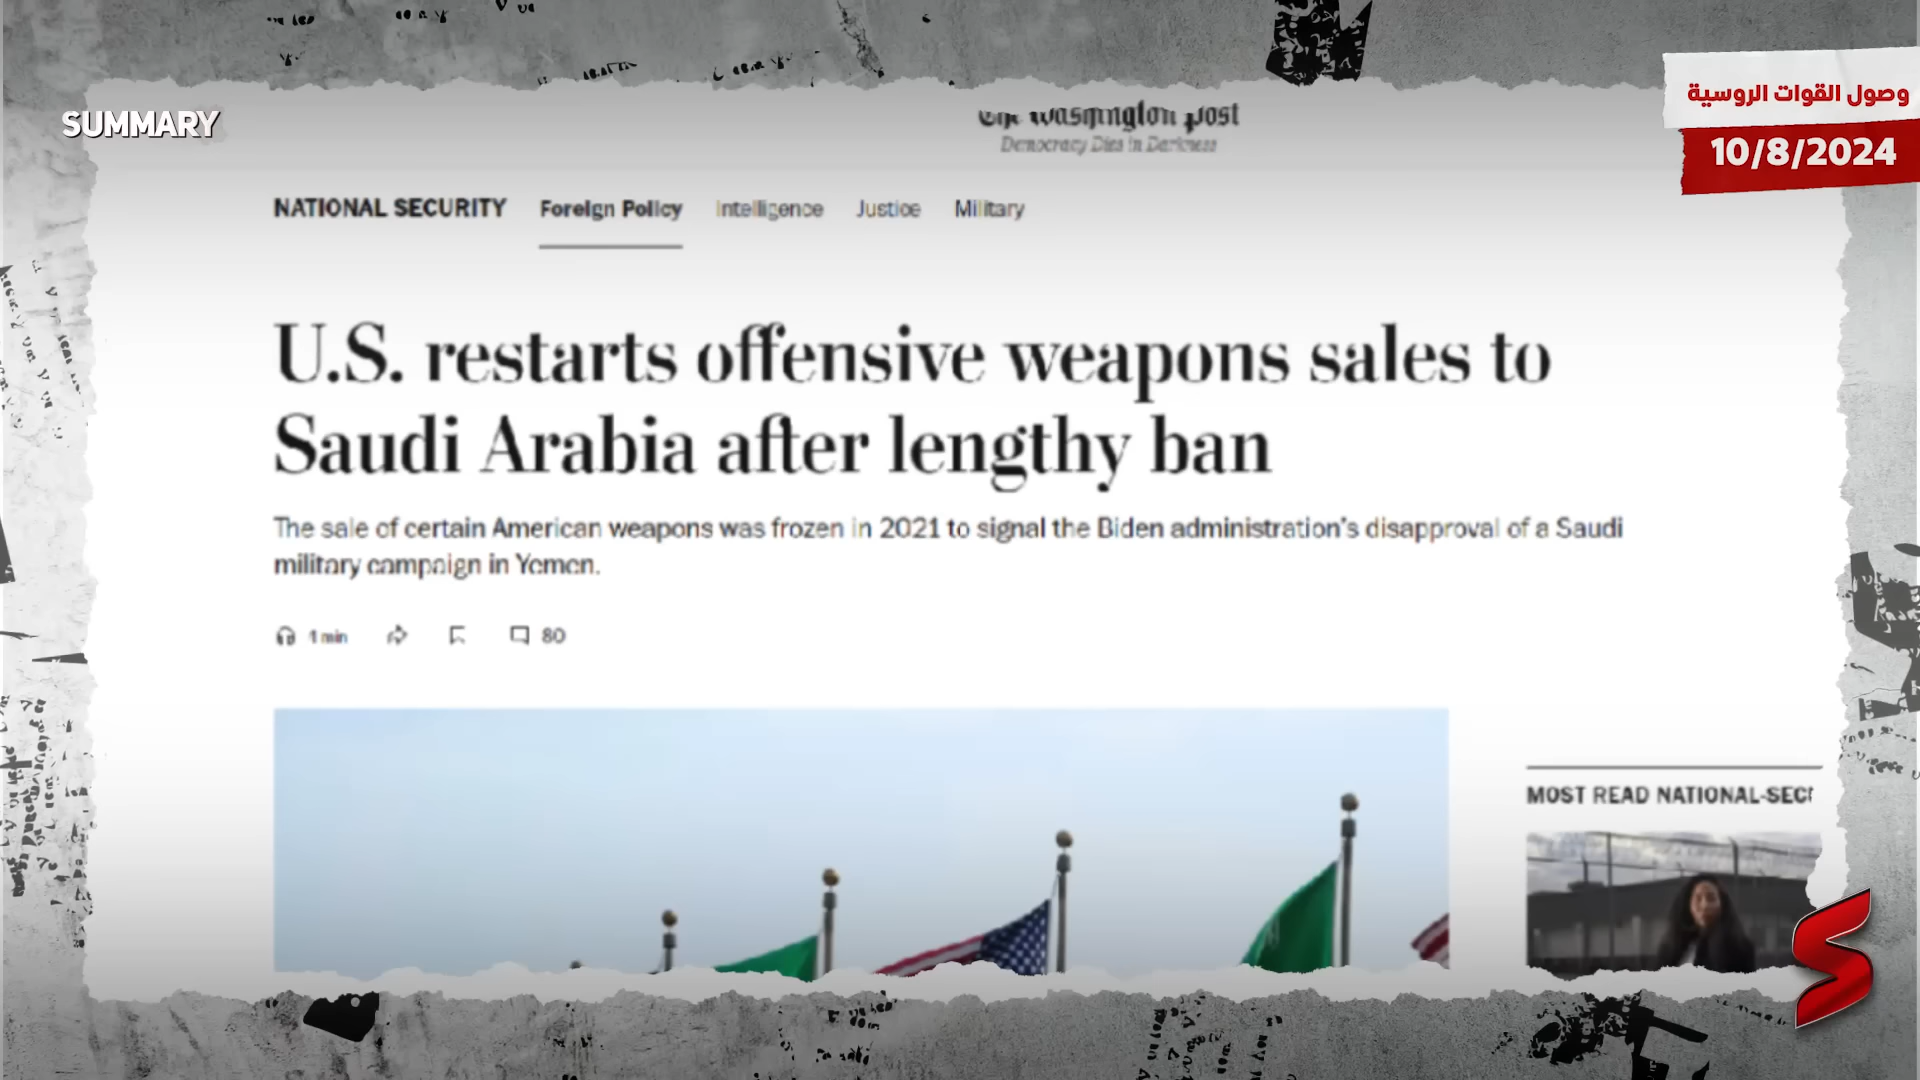 SUMMARY
وصول القوات الروسية
10/8/2024
The Washington Post
Democracy Dies in Darkness
NATIONAL SECURITY Foreign Policy Intelligence Justice Military
U.S. restarts offensive weapons sales to
Saudi Arabia after lengthy ban
The sale of certain American weapons was frozen in 2021 to signal the Biden administration's disapproval of a Saudi
military campaign in Yemen.
1 min 80
MOST READ NATIONAL-SEC